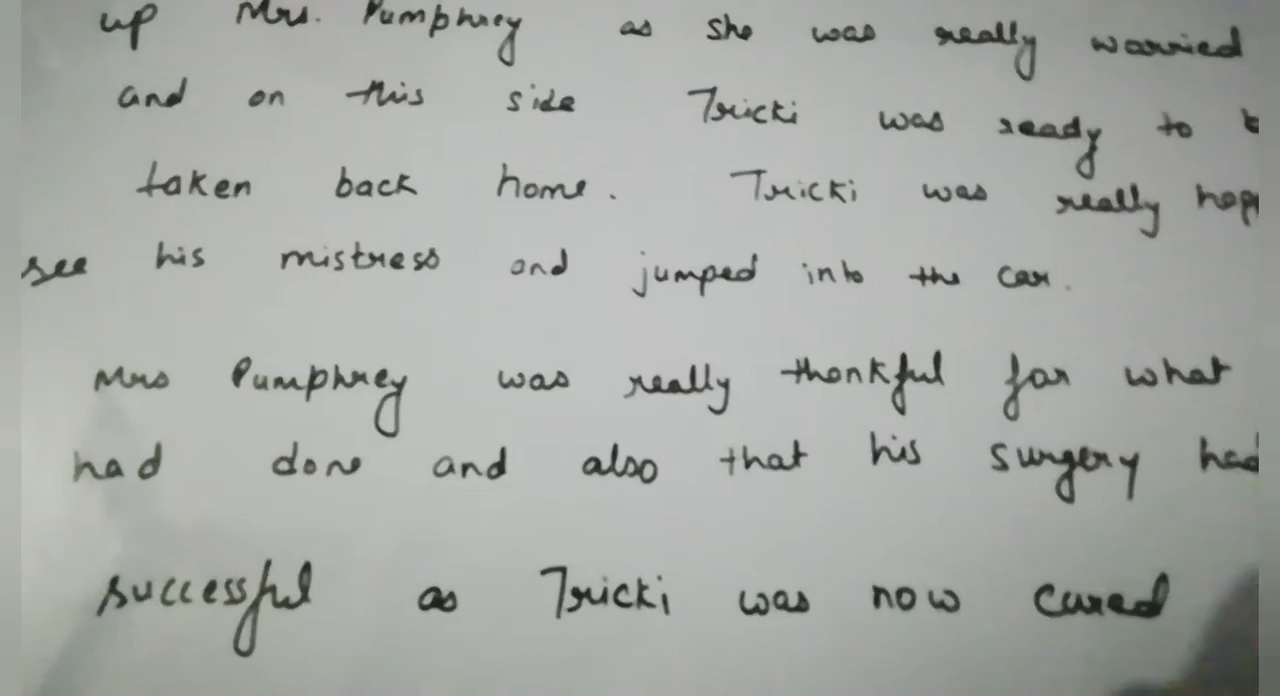 up Mrs. Pumphrey as she was really worried
and on this side Tricki was ready to
taken back home. Tricki was really
see his mistress and jumped into the car.
Mrs Pumphrey was really thankful for what
had done and also that his surgery had
successful as Tricki was now cured